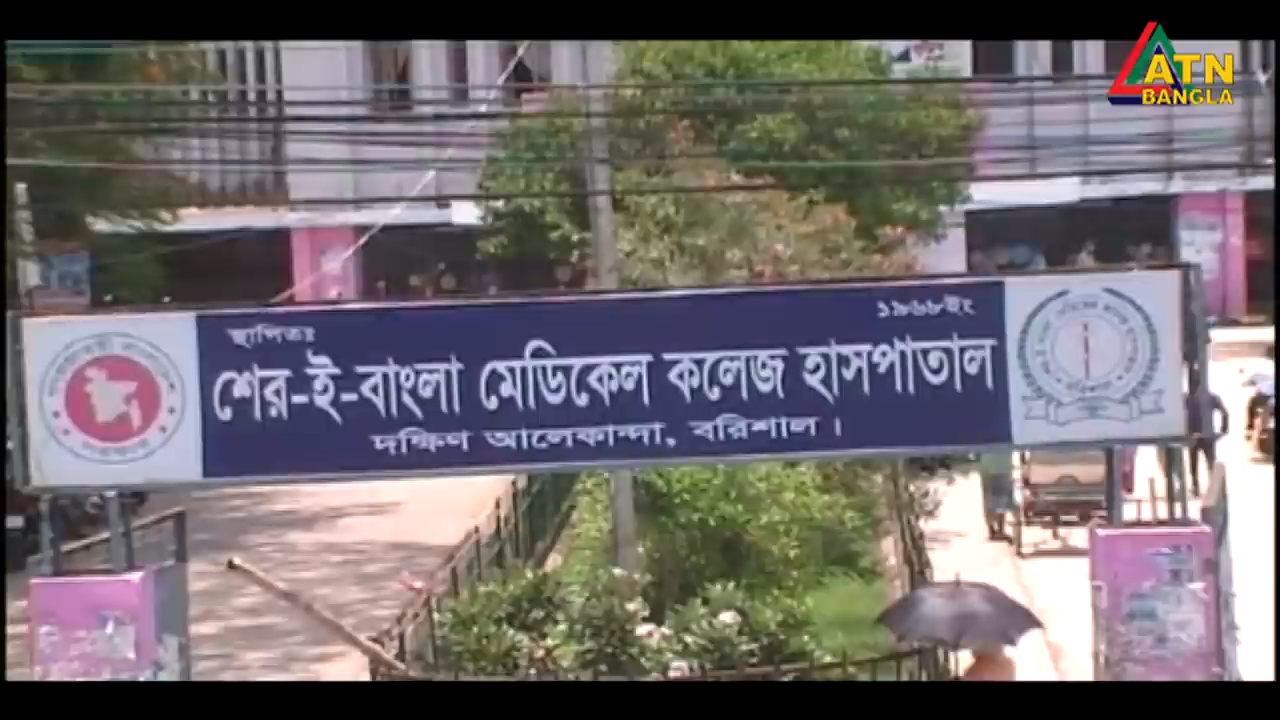 ATN
BANGLA
স্থাপিতঃ ১৯৬৮ইং
শের-ই-বাংলা মেডিকেল কলেজ হাসপাতাল
দক্ষিণ আলেকান্দা, বরিশাল।